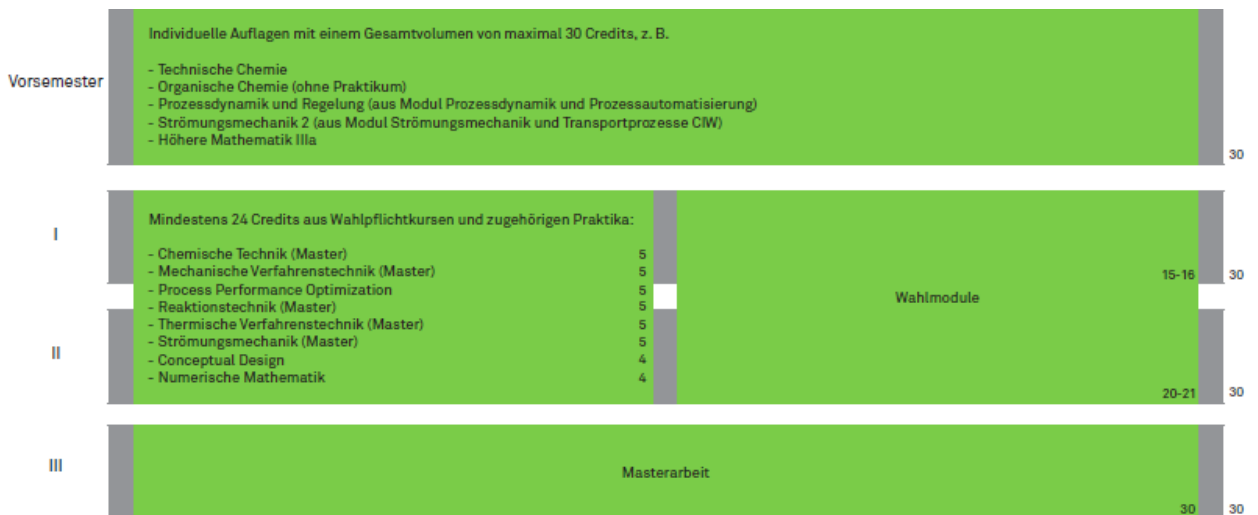 Individuelle Auflagen mit einem Gesamtvolumen von maximal 30 Credits, z. B.
Vorsemester
- Technische Chemie
- Organische Chemie (ohne Praktikum)
- Prozessdynamik und Regelung (aus Modul Prozessdynamik und Prozessautomatisierung)
- Strömungsmechanik 2 (aus Modul Strömungsmechanik und Transportprozesse CIW)
- Höhere Mathematik IIIa
30
I
Mindestens 24 Credits aus Wahlpflichtkursen und zugehörigen Praktika:
- Chemische Technik (Master) 5
- Mechanische Verfahrenstechnik (Master) 5
- Process Performance Optimization 5
- Reaktionstechnik (Master) 5
- Thermische Verfahrenstechnik (Master) 5
- Strömungsmechanik (Master) 5
- Conceptual Design 4
- Numerische Mathematik 4
15-16 30
Wahlmodule
II
20-21 30
III
Masterarbeit
30 30